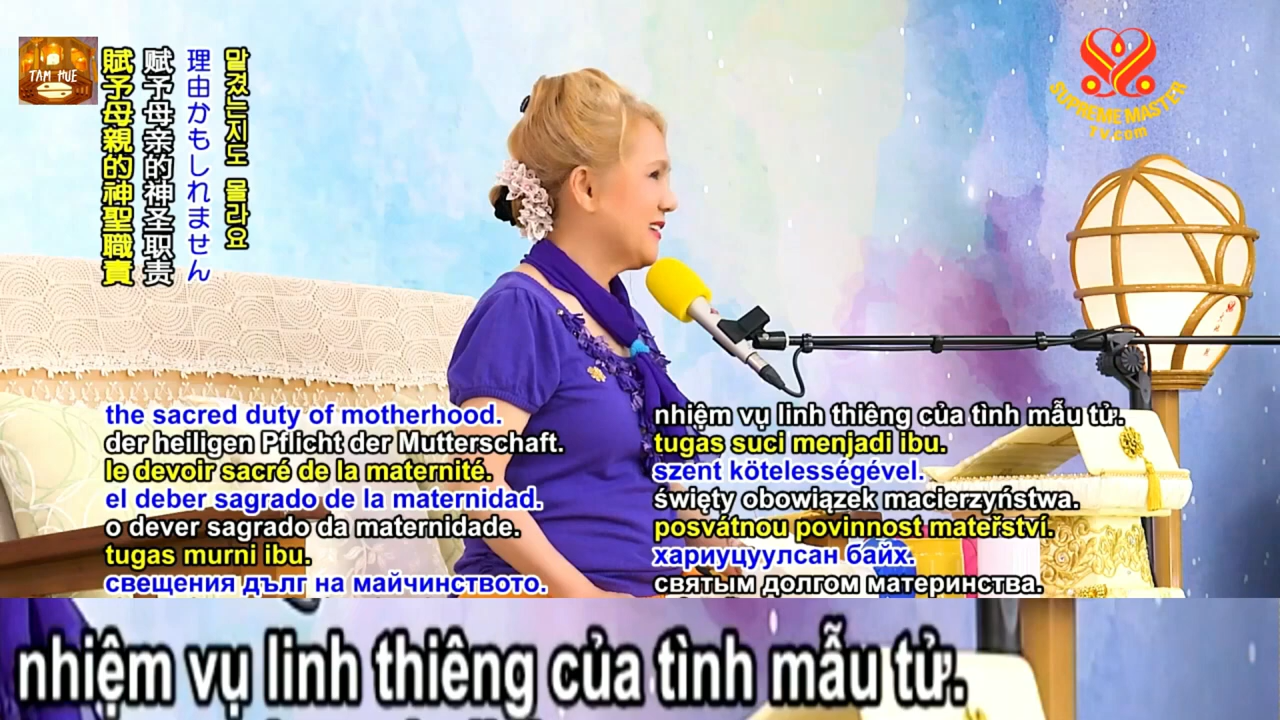 TAM HUE
賦予母親的神聖職責
赋予母亲的神圣职责
理由かもしれません
맡겼는지도 몰라요
SUPREME MASTER
TV.com
the sacred duty of motherhood.
der heiligen Pflicht der Mutterschaft.
le devoir sacré de la maternité.
el deber sagrado de la maternidad.
o dever sagrado da maternidade.
tugas murni ibu.
свещения дълг на майчинството.
nhiệm vụ linh thiêng của tình mẫu tử.
tugas suci menjadi ibu.
szent kötelességével.
święty obowiązek macierzyństwa.
posvátnou povinnost mateřství.
хариуцуулсан байх.
святым долгом материнства.
nhiệm vụ linh thiêng của tình mẫu tử.